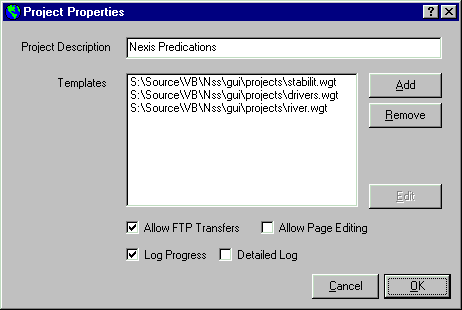 Project Properties
Project Description
Nexis Predications
Templates
S:\Source\VB\Nss\gui\projects\stabilit.wgt
S:\Source\VB\Nss\gui\projects\drivers.wgt
S:\Source\VB\Nss\gui\projects\river.wgt
Add
Remove
Edit
Allow FTP Transfers
Allow Page Editing
Log Progress
Detailed Log
Cancel
OK